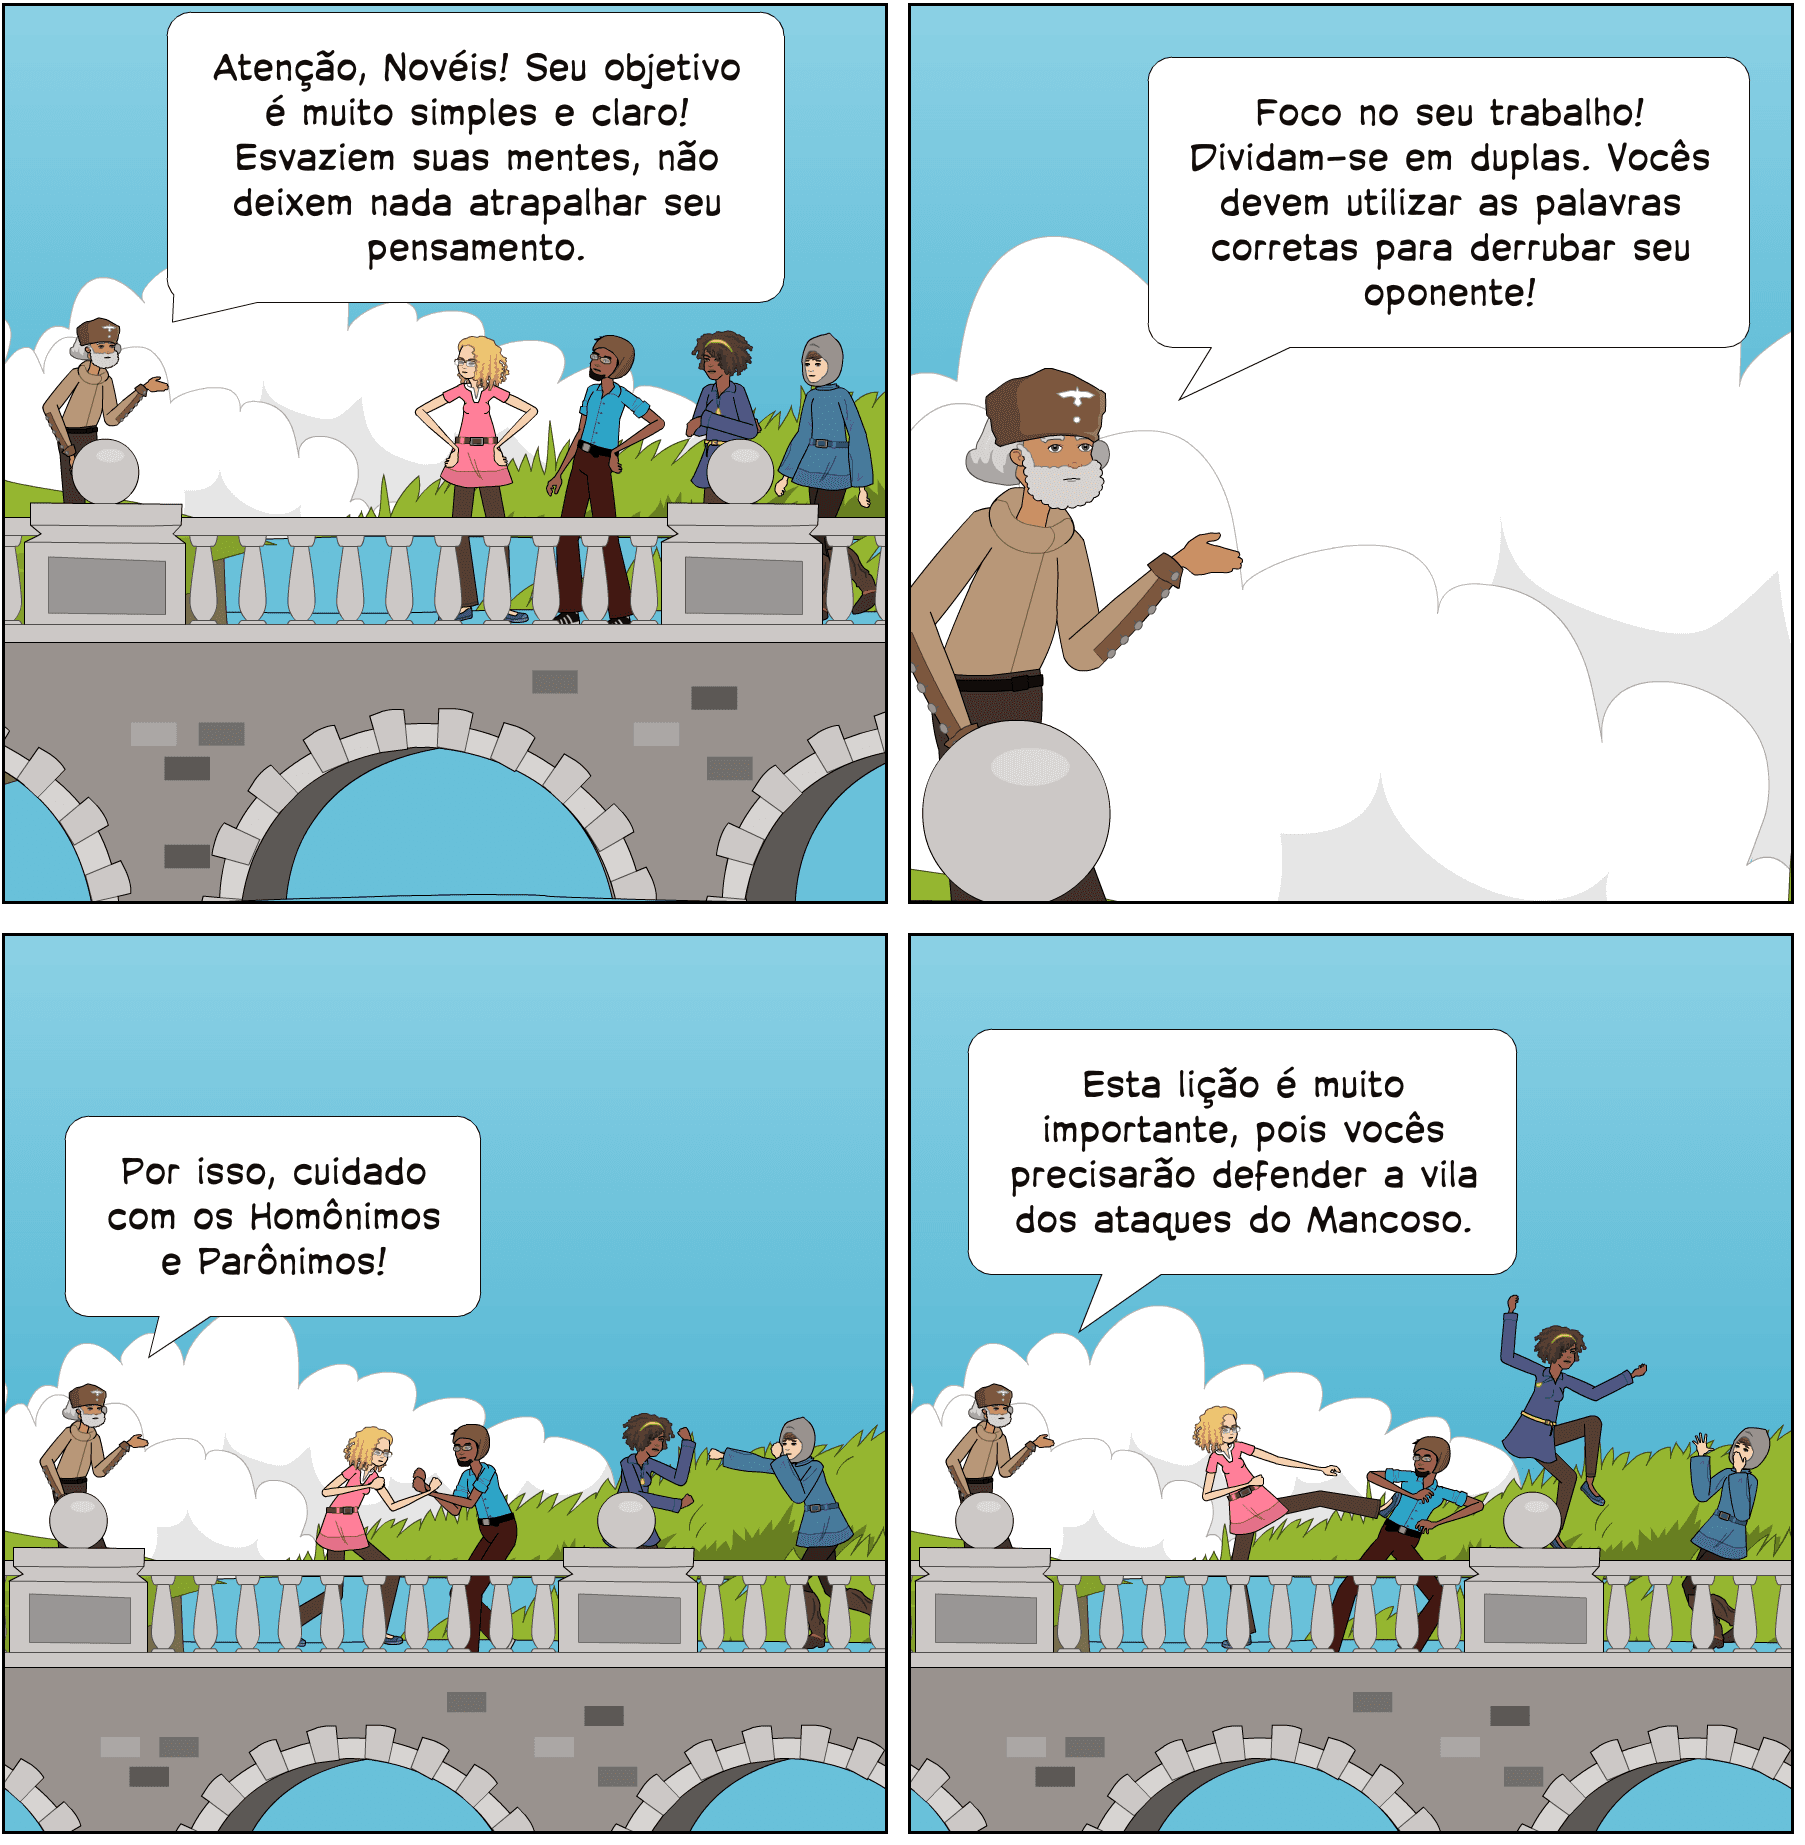 Atenção, Novéis! Seu objetivo
é muito simples e claro!
Esvaziem suas mentes, não
deixem nada atrapalhar seu
pensamento.
Foco no seu trabalho!
Dividam-se em duplas. Vocês
devem utilizar as palavras
corretas para derrubar seu
oponente!
Por isso, cuidado
com os Homônimos
e Parônimos!
Esta lição é muito
importante, pois vocês
precisarão defender a vila
dos ataques do Mancoso.